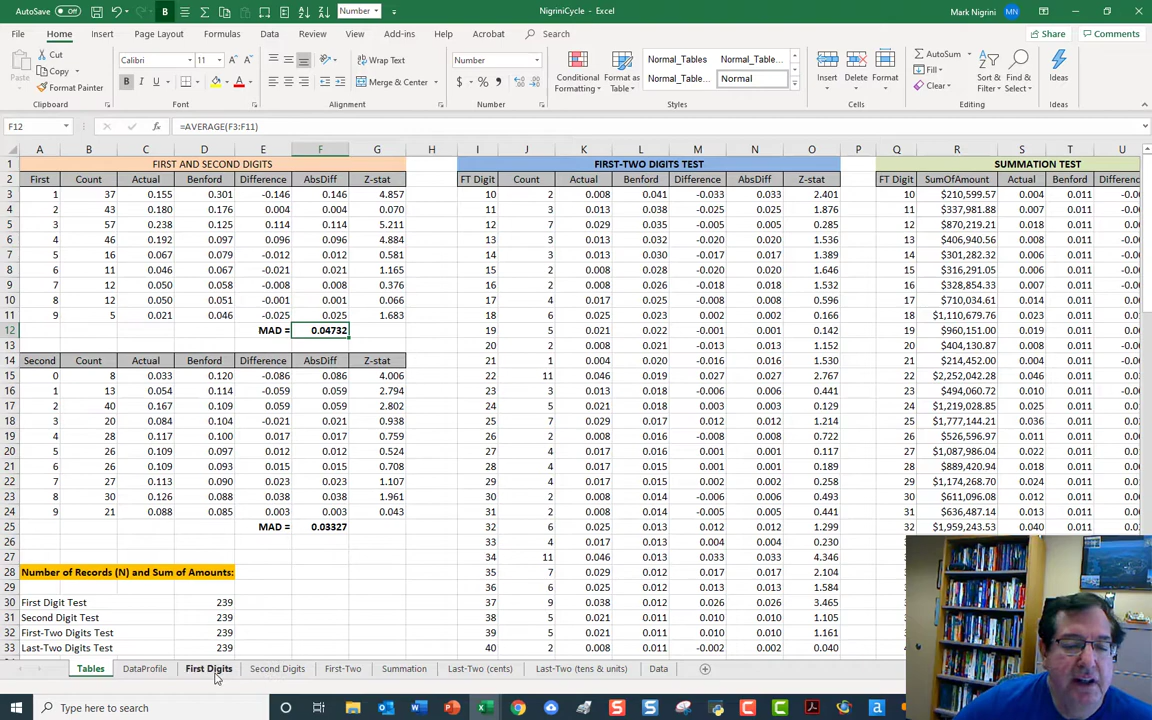 AutoSave Off Number NigriniCycle - Excel Mark Nigrini MN
File Home Insert Page Layout Formulas Data Review View Help Acrobat Search Share Comments
Paste Cut Copy Format Painter Calibri 11 Wrap Text Merge & Center Number Conditional Formatting Format as Table Normal_Tables Normal_Table... Normal_Table... Normal Insert Delete Format AutoSum Fill Clear Sort & Filter Find & Select Ideas
Clipboard Font Alignment Number Styles Cells Editing Ideas
F12 =AVERAGE(F3:F11)
A B C D E F G H I J K L M N O P Q R S T U
1 FIRST AND SECOND DIGITS FIRST-TWO DIGITS TEST SUMMATION TEST
2 First Count Actual Benford Difference AbsDiff Z-stat FT Digit Count Actual Benford Difference AbsDiff Z-stat FT Digit SumOfAmount Actual Benford Differenc
3 1 37 0.155 0.301 -0.146 0.146 4.857 10 2 0.008 0.041 -0.033 0.033 2.401 10 $210,599.57 0.004 0.011 -0.0
4 2 43 0.180 0.176 0.004 0.004 0.070 11 3 0.013 0.038 -0.025 0.025 1.876 11 $337,981.88 0.007 0.011 -0.0
5 3 57 0.238 0.125 0.114 0.114 5.211 12 7 0.029 0.035 -0.005 0.005 0.285 12 $870,219.21 0.018 0.011 0.0
6 4 46 0.192 0.097 0.096 0.096 4.884 13 3 0.013 0.032 -0.020 0.020 1.536 13 $406,940.56 0.008 0.011 -0.0
7 5 16 0.067 0.079 -0.012 0.012 0.581 14 3 0.013 0.030 -0.017 0.017 1.389 14 $301,282.32 0.006 0.011 -0.0
8 6 11 0.046 0.067 -0.021 0.021 1.165 15 2 0.008 0.028 -0.020 0.020 1.646 15 $316,291.05 0.006 0.011 -0.0
9 7 12 0.050 0.058 -0.008 0.008 0.376 16 2 0.008 0.026 -0.018 0.018 1.532 16 $328,854.33 0.007 0.011 -0.0
10 8 12 0.050 0.051 -0.001 0.001 0.066 17 4 0.017 0.025 -0.008 0.008 0.596 17 $710,034.61 0.014 0.011 0.0
11 9 5 0.021 0.046 -0.025 0.025 1.683 18 6 0.025 0.023 0.002 0.002 0.166 18 $1,110,679.76 0.023 0.011 0.0
12 MAD = 0.04732 19 5 0.021 0.022 -0.001 0.001 0.142 19 $960,151.00 0.019 0.011 0.0
13 20 2 0.008 0.021 -0.013 0.013 1.152 20 $404,130.87 0.008 0.011 -0.0
14 Second Count Actual Benford Difference AbsDiff Z-stat 21 1 0.004 0.020 -0.016 0.016 1.530 21 $214,452.00 0.004 0.011 -0.0
15 0 8 0.033 0.120 -0.086 0.086 4.006 22 11 0.046 0.019 0.027 0.027 2.767 22 $2,252,042.28 0.046 0.011 0.0
16 1 13 0.054 0.114 -0.059 0.059 2.794 23 3 0.013 0.018 -0.006 0.006 0.441 23 $494,060.72 0.010 0.011 -0.0
17 2 40 0.167 0.109 0.059 0.059 2.802 24 5 0.021 0.018 0.003 0.003 0.129 24 $1,219,028.85 0.025 0.011 0.0
18 3 20 0.084 0.104 -0.021 0.021 0.938 25 7 0.029 0.017 0.012 0.012 1.214 25 $1,777,144.21 0.036 0.011 0.0
19 4 28 0.117 0.100 0.017 0.017 0.759 26 2 0.008 0.016 -0.008 0.008 0.722 26 $526,596.97 0.011 0.011 0.0
20 5 26 0.109 0.097 0.012 0.012 0.524 27 4 0.017 0.016 0.001 0.001 0.117 27 $1,087,986.04 0.022 0.011 0.0
21 6 26 0.109 0.093 0.015 0.015 0.708 28 4 0.017 0.015 0.001 0.001 0.189 28 $889,420.94 0.018 0.011 0.0
22 7 27 0.113 0.090 0.023 0.023 1.107 29 4 0.017 0.015 0.002 0.002 0.258 29 $1,174,268.70 0.024 0.011 0.0
23 8 30 0.126 0.088 0.038 0.038 1.961 30 2 0.008 0.014 -0.006 0.006 0.493 30 $611,096.08 0.012 0.011 0.0
24 9 21 0.088 0.085 0.003 0.003 0.043 31 2 0.008 0.014 -0.005 0.005 0.442 31 $636,487.14 0.013 0.011 0.0
25 MAD = 0.03327 32 6 0.025 0.013 0.012 0.012 1.299 32 $1,959,243.53 0.040 0.011 0.0
26 33 4 0.017 0.013 0.004 0.004 0.230
27 34 11 0.046 0.013 0.033 0.033 4.346
28 Number of Records (N) and Sum of Amounts: 35 7 0.029 0.012 0.017 0.017 2.104
29 36 6 0.025 0.012 0.013 0.013 1.584
30 First Digit Test 239 37 9 0.038 0.012 0.026 0.026 3.465
31 Second Digit Test 239 38 5 0.021 0.011 0.010 0.010 1.105
32 First-Two Digits Test 239 39 5 0.021 0.011 0.010 0.010 1.161
33 Last-Two Digits Test 239 40 2 0.008 0.011 -0.002 0.002 0.040
Tables DataProfile First Digits Second Digits First-Two Summation Last-Two (cents) Last-Two (tens & units) Data
Type here to search